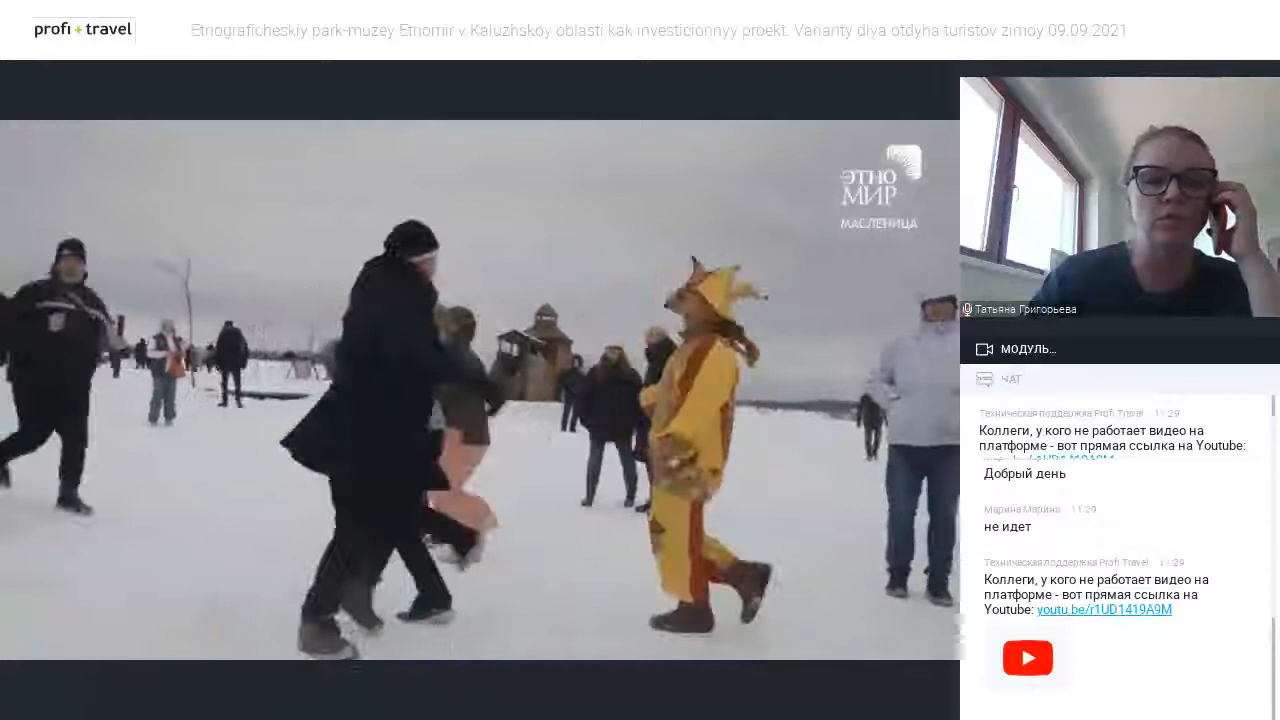 profi + travel
Etnograficheskiy park-muzey Etnomir v Kaluzhskoy oblasti kak investicionnyy proekt. Varianty dlya otdyha turistov zimoy 09.09.2021
ЭТНО
МИР
МАСЛЕНИЦА
Татьяна Григорьева
МОДУЛЬ...
ЧАТ
Техническая поддержка Profi Travel 11:29
Коллеги, у кого не работает видео на
платформе - вот прямая ссылка на Youtube:
Добрый день
Марина Марина 11:29
не идет
Техническая поддержка Profi Travel 11:29
Коллеги, у кого не работает видео на
платформе - вот прямая ссылка на
Youtube: youtu.be/r1UD1419A9M